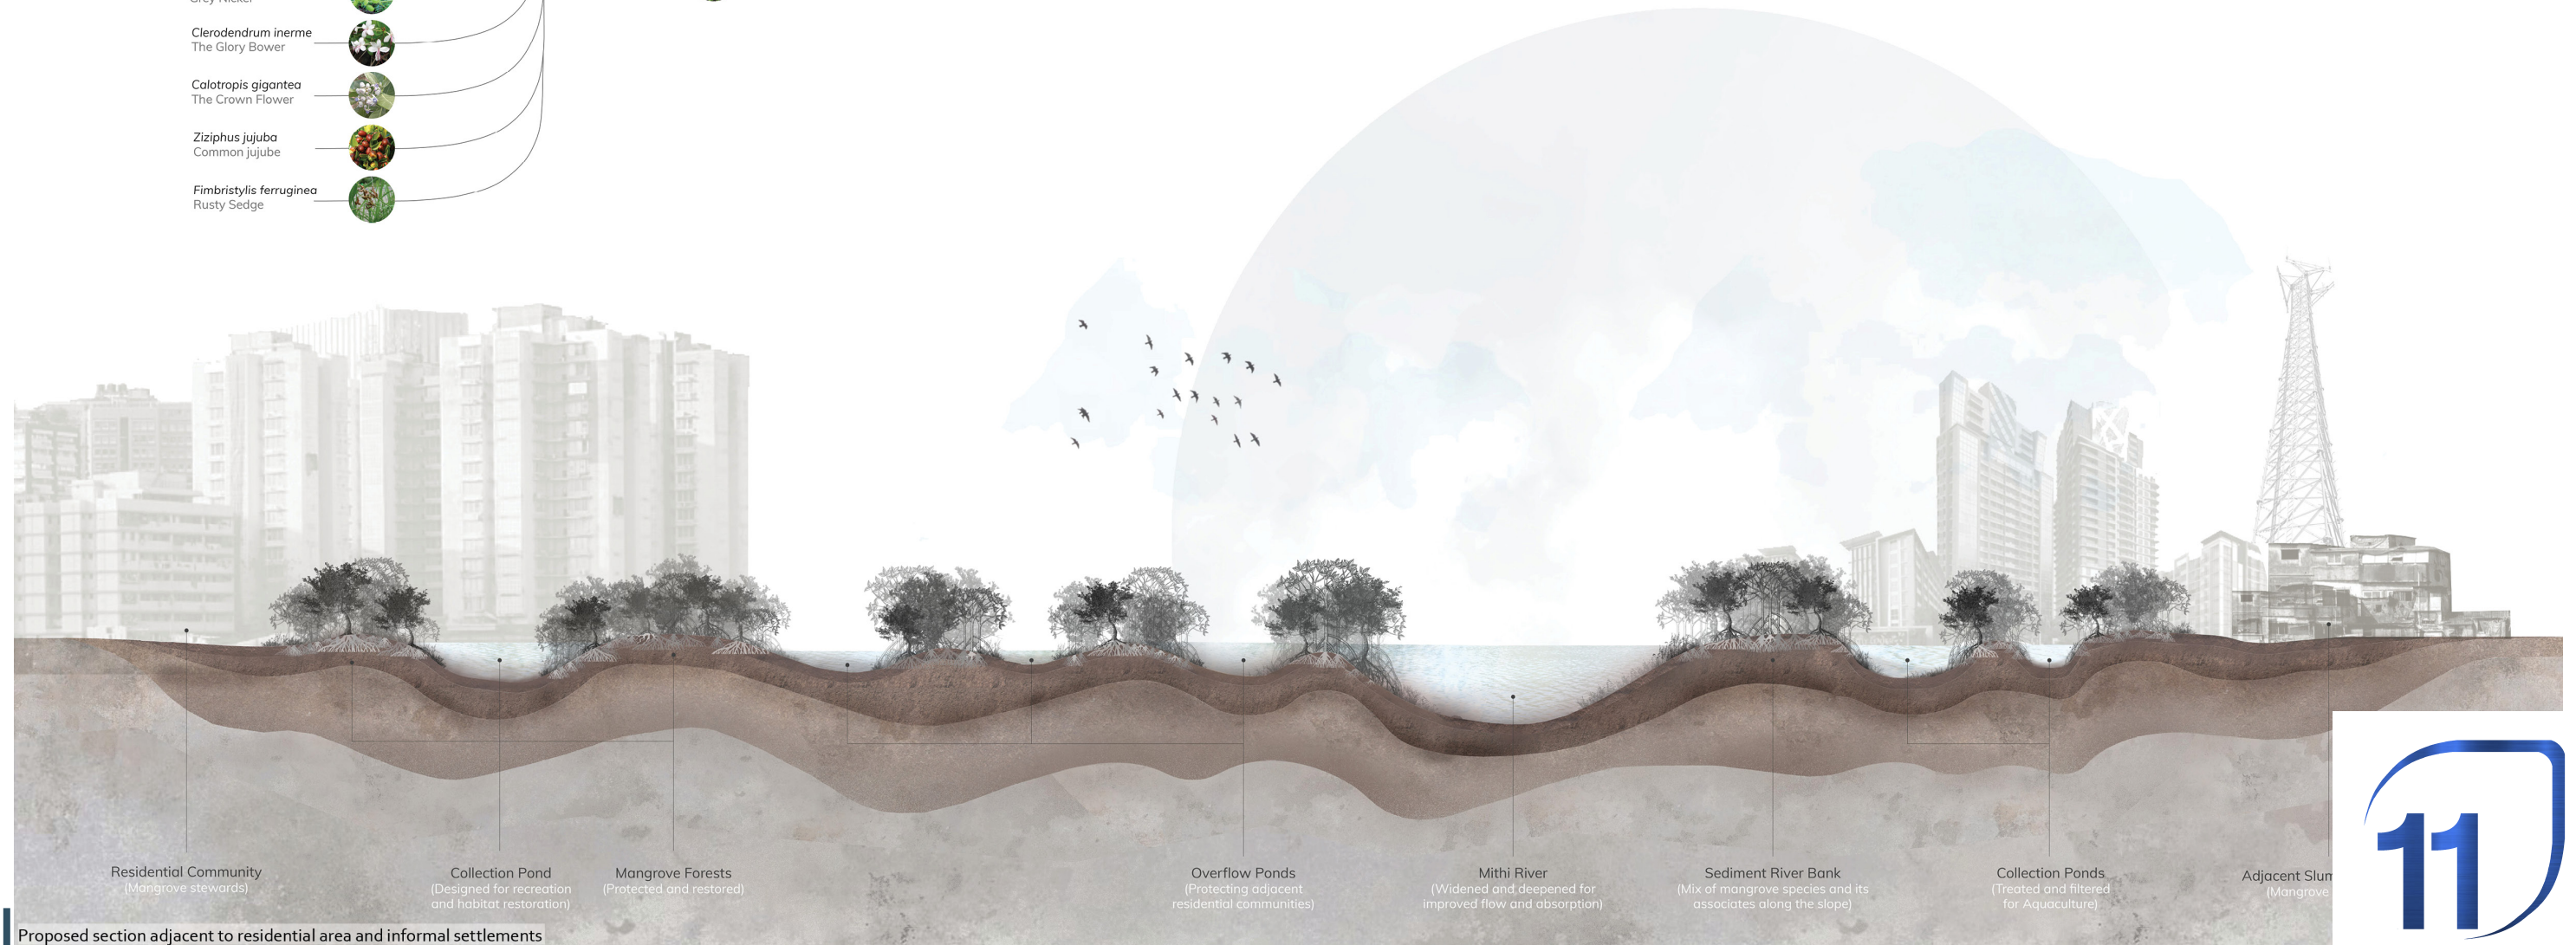 Grey Nicker
Clerodendrum inerme
The Glory Bower
Calotropis gigantea
The Crown Flower
Ziziphus jujuba
Common jujube
Fimbristylis ferruginea
Rusty Sedge
Residential Community
(Mangrove stewards)
Collection Pond
(Designed for recreation
and habitat restoration)
Mangrove Forests
(Protected and restored)
Overflow Ponds
(Protecting adjacent
residential communities)
Mithi River
(Widened and deepened for
improved flow and absorption)
Sediment River Bank
(Mix of mangrove species and its
associates along the slope)
Collection Ponds
(Treated and filtered
for Aquaculture)
Adjacent Slum
(Mangrove
11
Proposed section adjacent to residential area and informal settlements